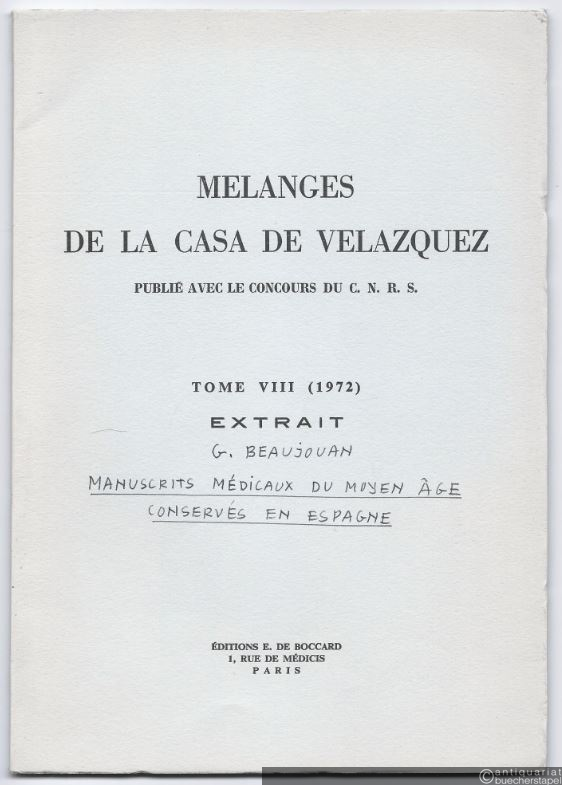 MELANGES
DE LA CASA DE VELAZQUEZ
PUBLIÉ AVEC LE CONCOURS DU C. N. R. S.
TOME VIII (1972)
EXTRAIT
G. BEAUJOUAN
MANUSCRITS MÉDICAUX DU MOYEN ÂGE
CONSERVÉS EN ESPAGNE
ÉDITIONS E. DE BOCCARD
1, RUE DE MÉDICIS
PARIS
© antiquariat
buecherstapel